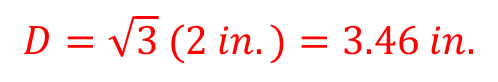 D = √3 (2 in.) = 3.46 in.